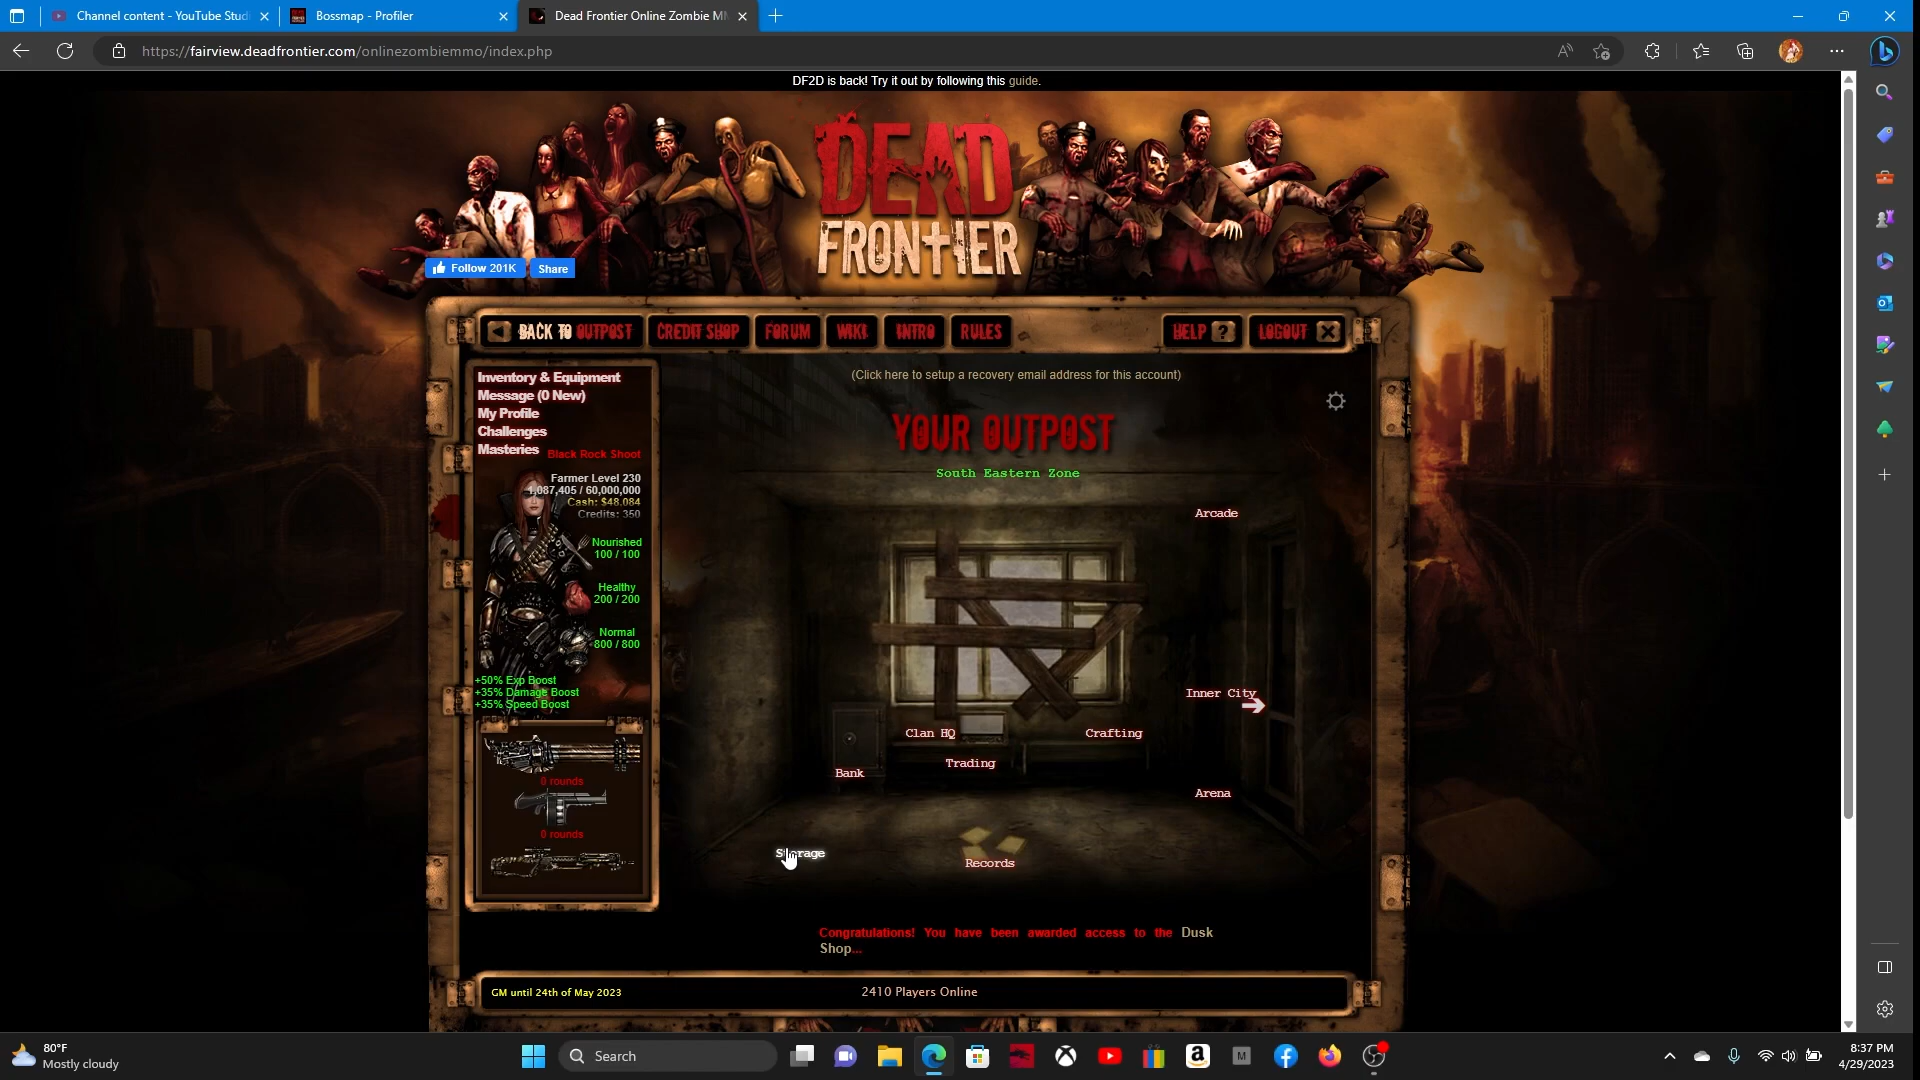 Channel content - YouTube Stud
Bossmap - Profiler
Dead Frontier Online Zombie M
https://fairview.deadfrontier.com/onlinezombiemmo/index.php
DF2D is back! Try it out by following this guide.
DEAD
FRONTIER
Follow 201K
Share
BACK TO OUTPOST
CREDIT SHOP
FORUM
WIKI
INTRO
RULES
HELP ?
LOGOUT X
Inventory & Equipment
Message (0 New)
My Profile
Challenges
Masteries
Black Rock Shoot
Farmer Level 230
1,087,405 / 60,000,000
Cash: $48,084
Credits: 350
Nourished
100 / 100
Healthy
200 / 200
Normal
800 / 800
+50% Exp Boost
+35% Damage Boost
+35% Speed Boost
0 rounds
0 rounds
(Click here to setup a recovery email address for this account)
YOUR OUTPOST
South Eastern Zone
Arcade
Inner City
Clan HQ
Crafting
Trading
Bank
Arena
Storage
Records
Congratulations! You have been awarded access to the Dusk
Shop...
GM until 24th of May 2023
2410 Players Online
80°F
Mostly cloudy
Search
M
8:37 PM
4/29/2023